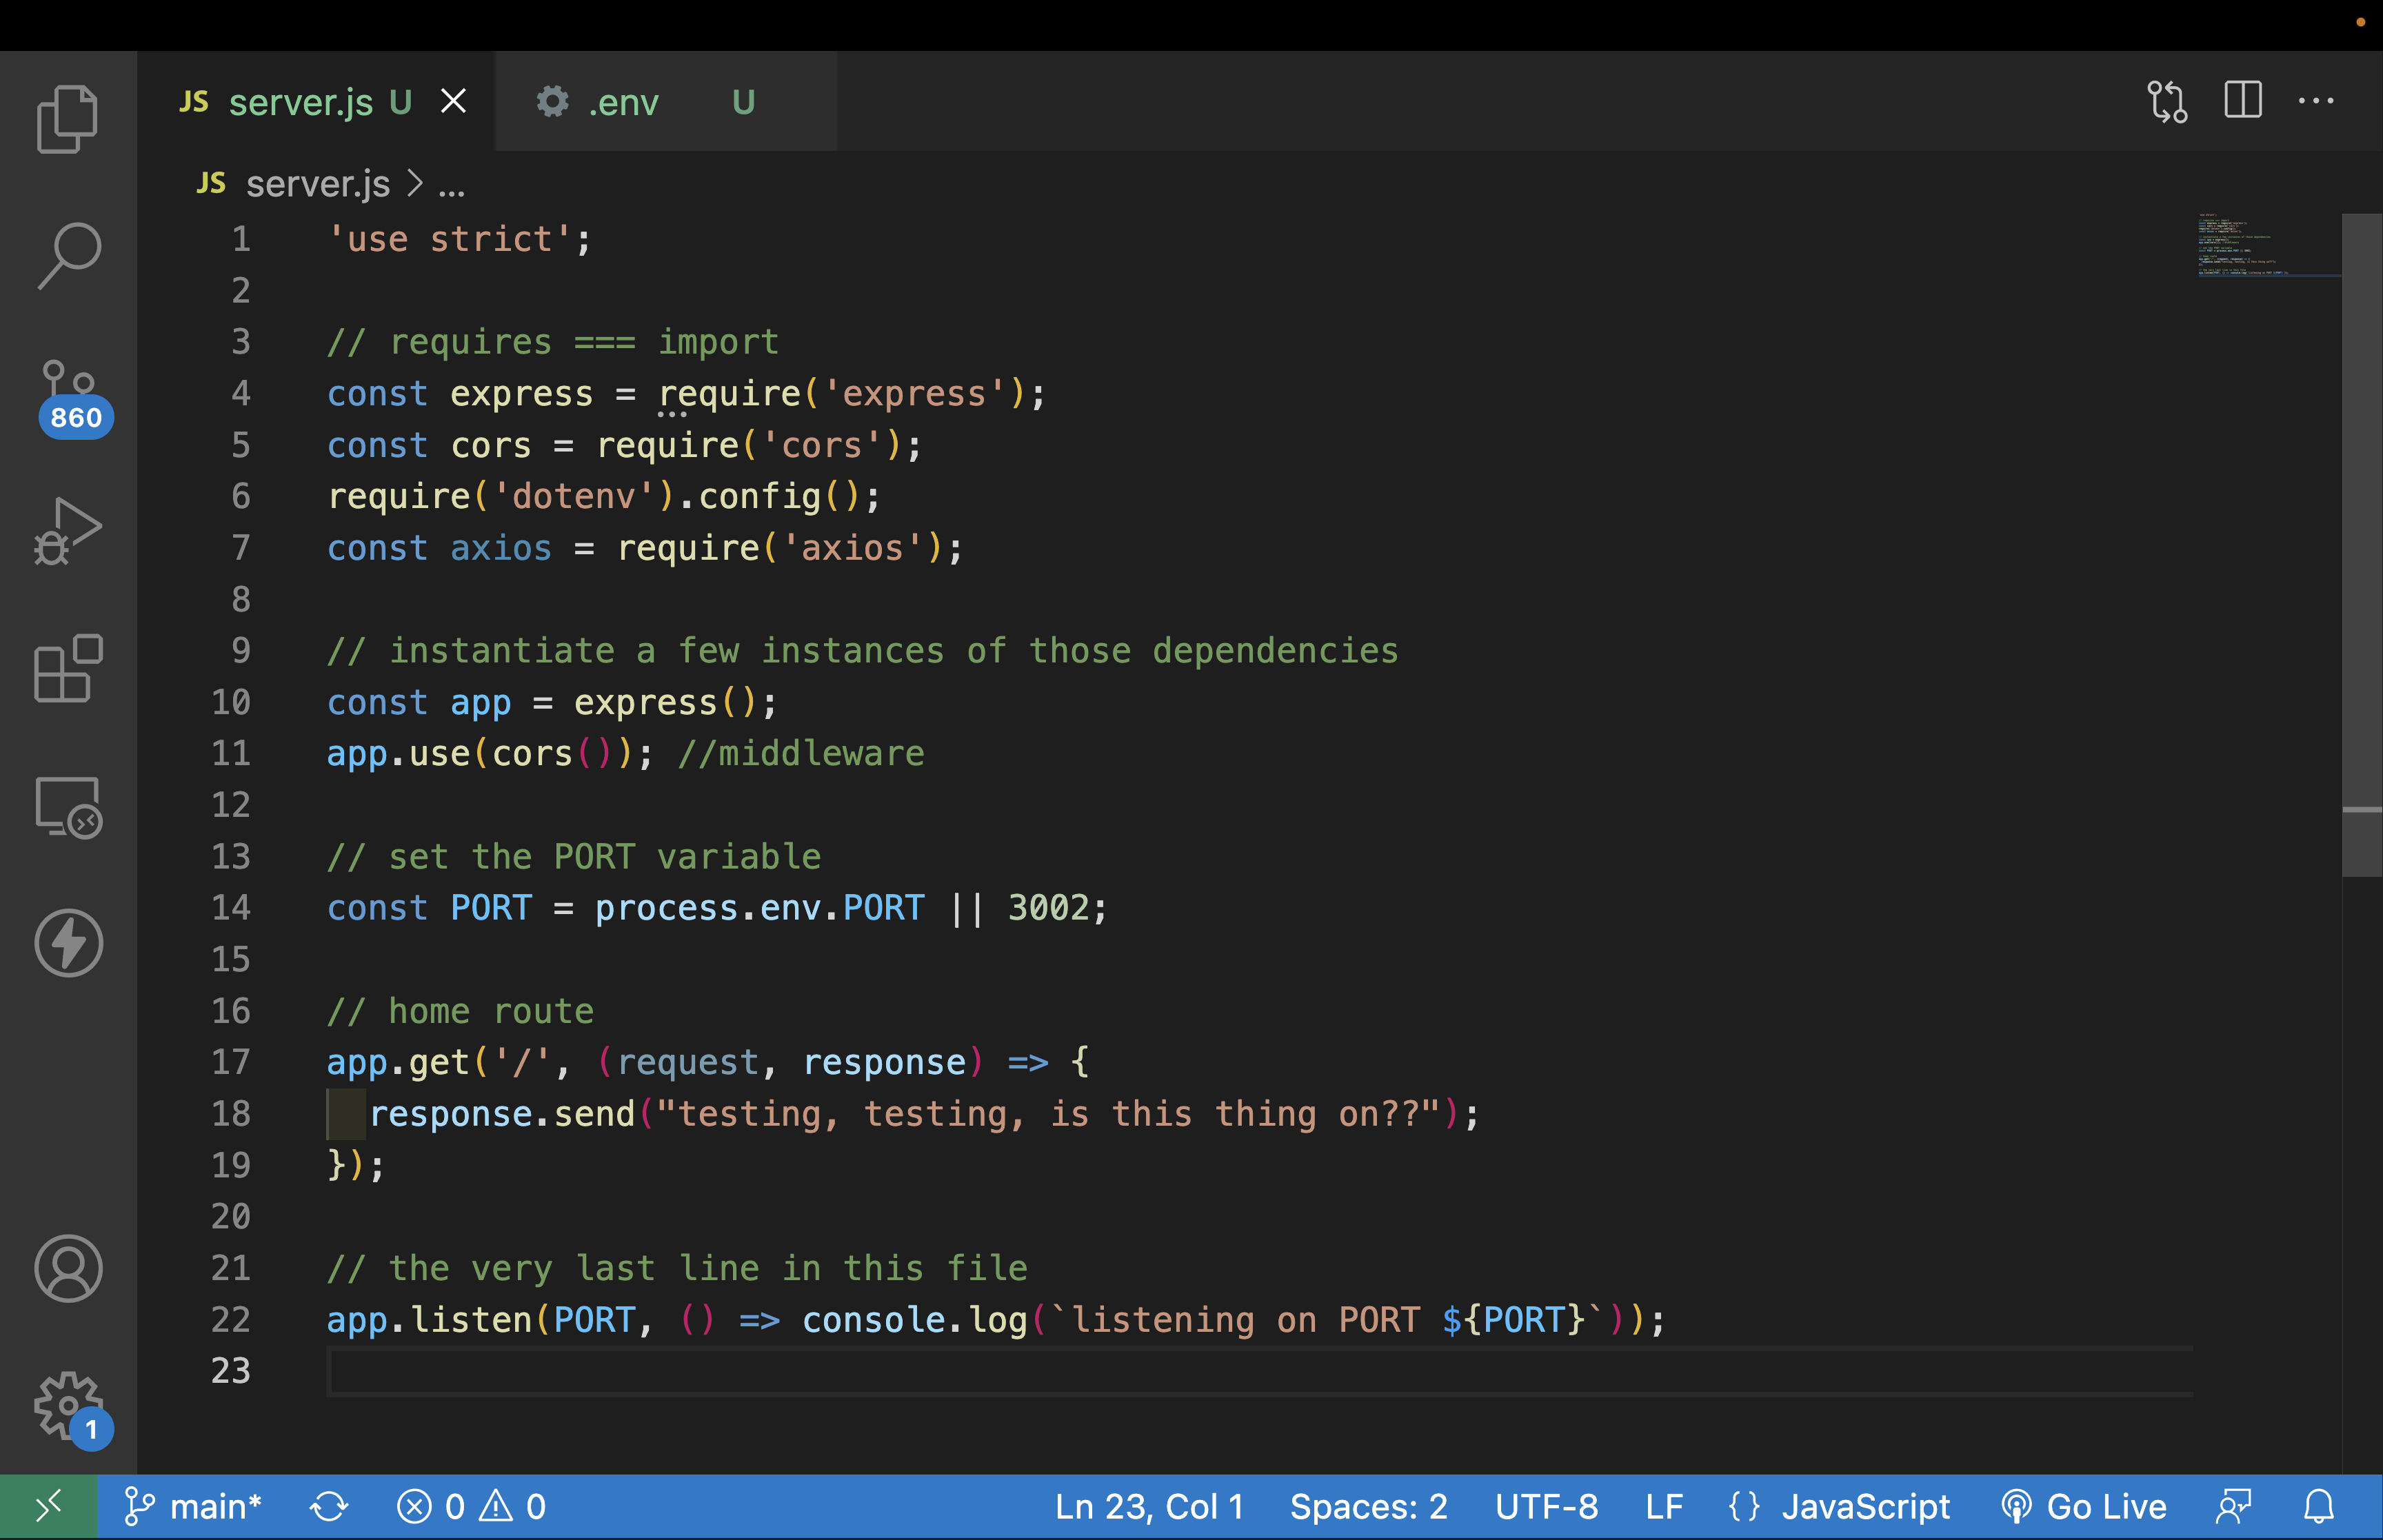 JS server.js U .env U
JS server.js > ...
1 'use strict';
2
3 // requires === import
4 const express = require('express');
5 const cors = require('cors');
6 require('dotenv').config();
7 const axios = require('axios');
8
9 // instantiate a few instances of those dependencies
10 const app = express();
11 app.use(cors()); //middleware
12
13 // set the PORT variable
14 const PORT = process.env.PORT || 3002;
15
16 // home route
17 app.get('/', (request, response) => {
18   response.send("testing, testing, is this thing on??");
19 });
20
21 // the very last line in this file
22 app.listen(PORT, () => console.log(`listening on PORT ${PORT}`));
23
860
1
main* 0 0 Ln 23, Col 1 Spaces: 2 UTF-8 LF {} JavaScript Go Live